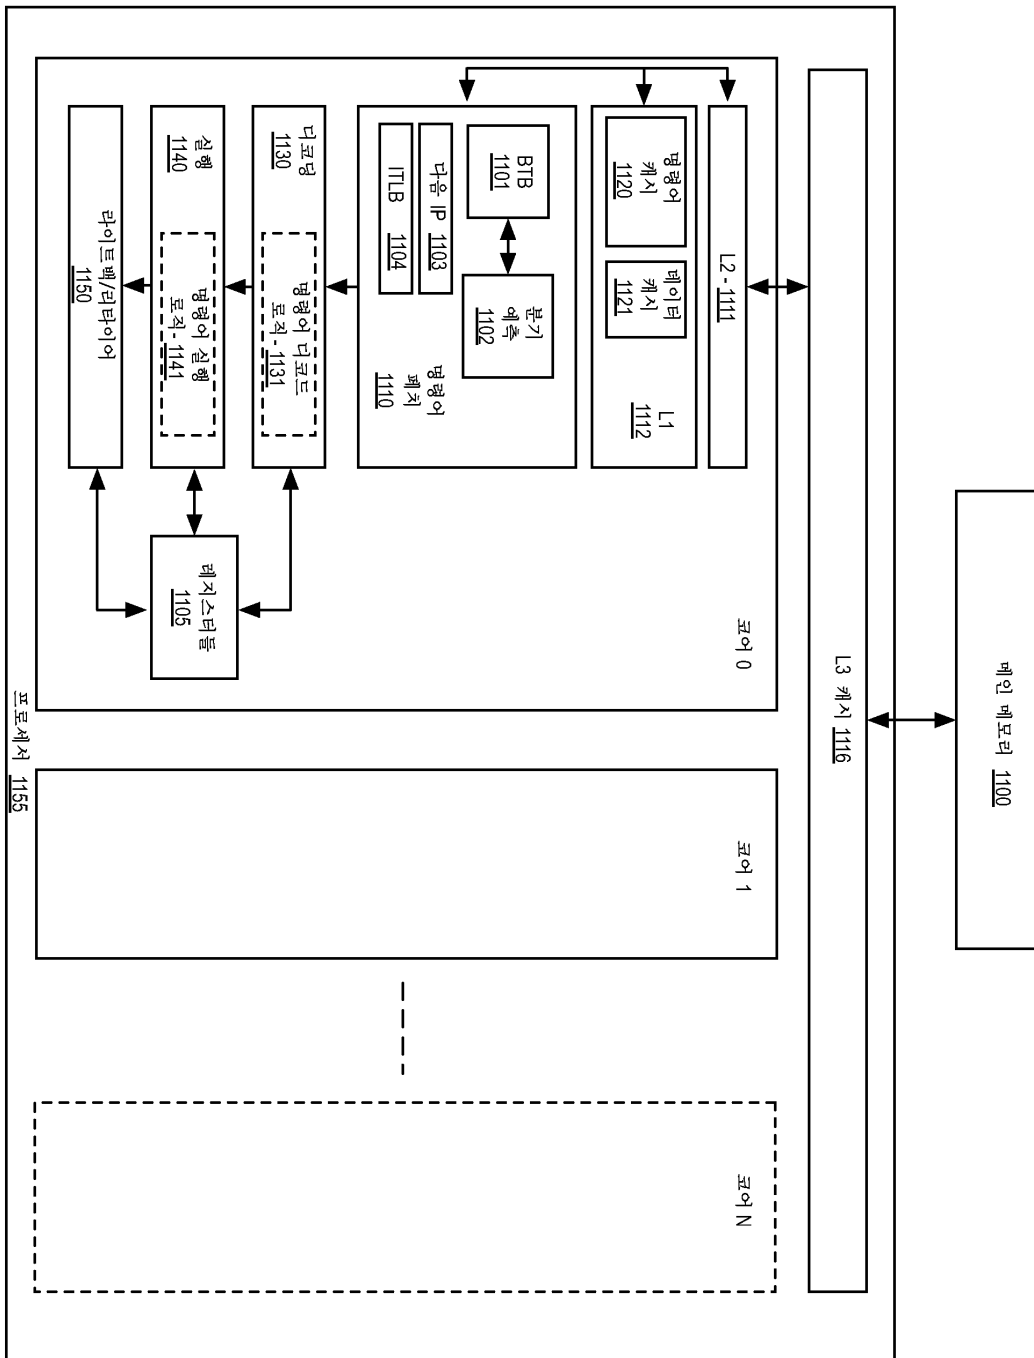 메인 메모리 1100
L3 캐시 1116
코어 0
코어 1
코어 N
L2 - 1111
명령어
캐시
1120
데이터
캐시
1121
L1
1112
BTB
1101
분기
예측
1102
다음 IP 1103
ITLB 1104
명령어
페치
1110
디코딩
1130
명령어 디코드
로직- 1131
실행
1140
명령어 실행
로직- 1141
레지스터들
1105
라이트백/리타이어
1150
프로세서 1155